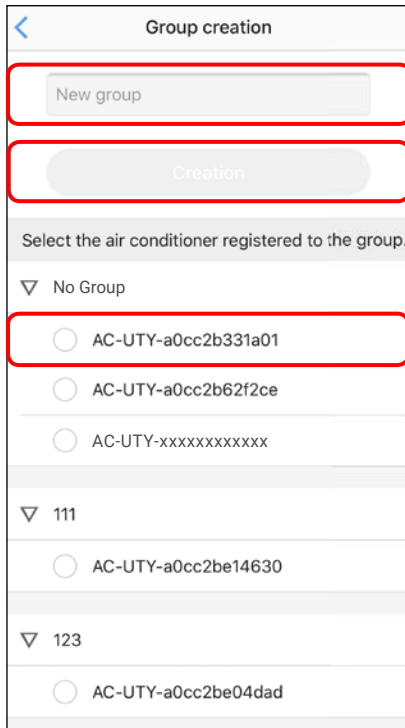 Group creation
New group
Creation
Select the air conditioner registered to the group.
No Group
AC-UTY-a0cc2b331a01
AC-UTY-a0cc2b62f2ce
AC-UTY-xxxxxxxxxxxx
111
AC-UTY-a0cc2be14630
123
AC-UTY-a0cc2be04dad